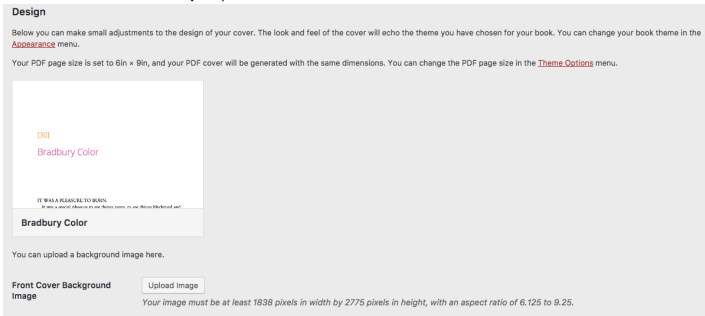 Design
Below you can make small adjustments to the design of your cover. The look and feel of the cover will echo the theme you have chosen for your book. You can change your book theme in the
Appearance menu.
Your PDF page size is set to 6in × 9in, and your PDF cover will be generated with the same dimensions. You can change the PDF page size in the Theme Options menu.
[30]
Bradbury Color
IT WAS A PLEASURE TO BURN.
Bradbury Color
You can upload a background image here.
Front Cover Background
Image
Upload Image
Your image must be at least 1838 pixels in width by 2775 pixels in height, with an aspect ratio of 6.125 to 9.25.